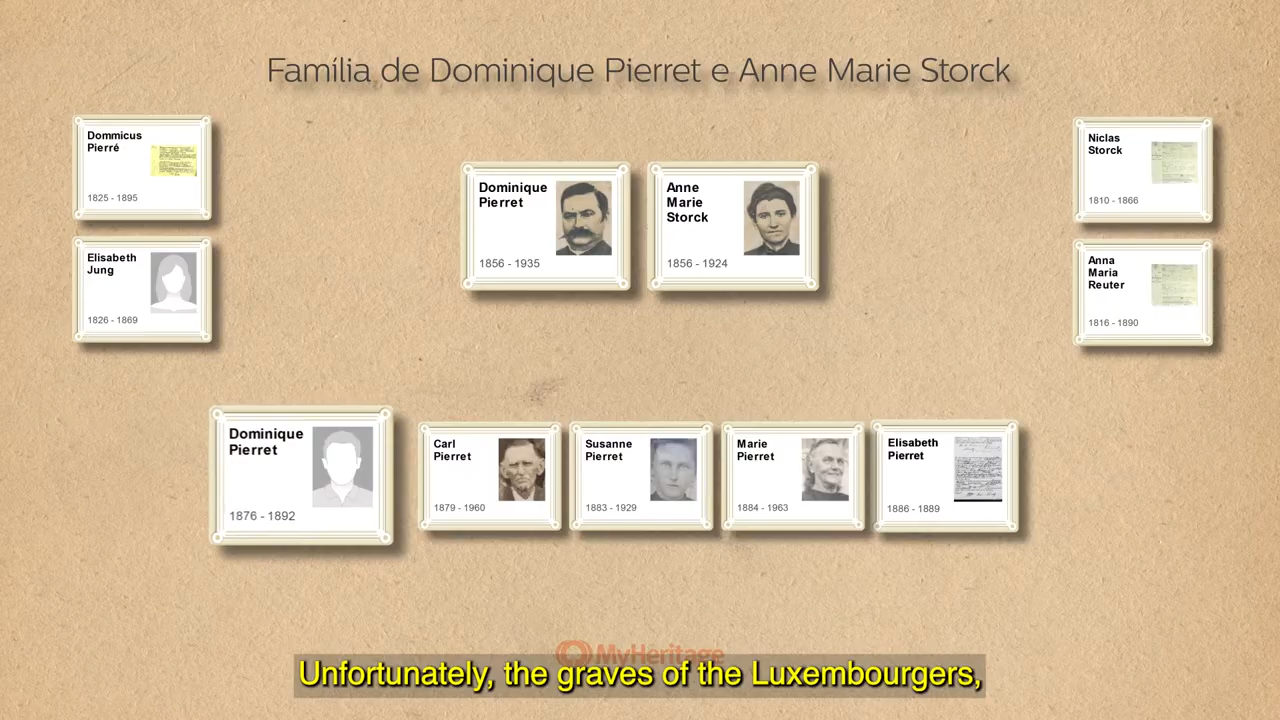 Família de Dominique Pierret e Anne Marie Storck
Dommicus
Pierré
1825 - 1895
Elisabeth
Jung
1826 - 1869
Dominique
Pierret
1856 - 1935
Anne
Marie
Storck
1856 - 1924
Niclas
Storck
1810 - 1866
Anna
Maria
Reuter
1816 - 1890
Dominique
Pierret
1876 - 1892
Carl
Pierret
1879 - 1960
Susanne
Pierret
1883 - 1929
Marie
Pierret
1884 - 1963
Elisabeth
Pierret
1886 - 1889
MyHeritage
Unfortunately, the graves of the Luxembourgers,